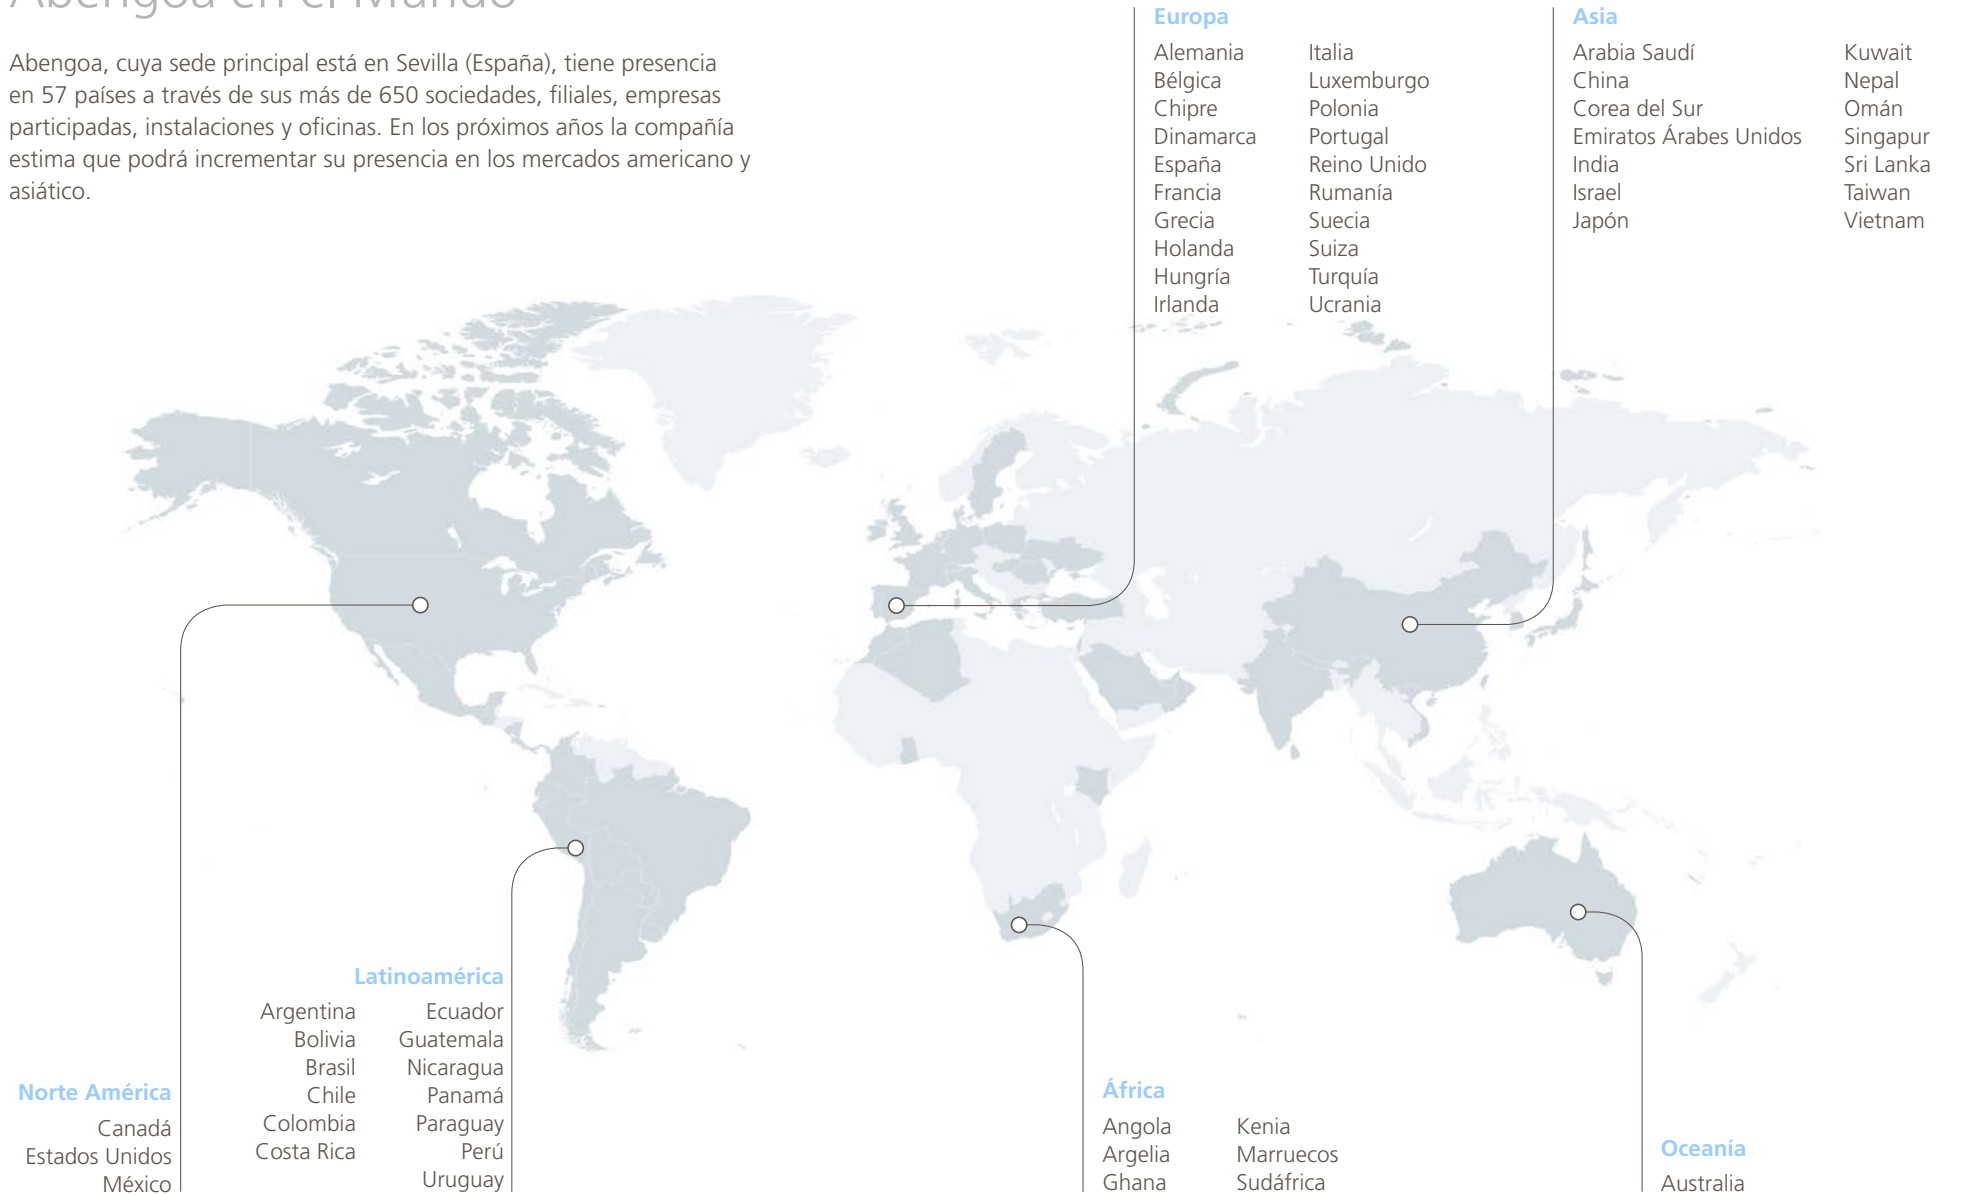 Abengoa en el Mundo
Abengoa, cuya sede principal está en Sevilla (España), tiene presencia
en 57 países a través de sus más de 650 sociedades, filiales, empresas
participadas, instalaciones y oficinas. En los próximos años la compañía
estima que podrá incrementar su presencia en los mercados americano y
asiático.
Europa
Alemania
Bélgica
Chipre
Dinamarca
España
Francia
Grecia
Holanda
Hungría
Irlanda
Italia
Luxemburgo
Polonia
Portugal
Reino Unido
Rumanía
Suecia
Suiza
Turquía
Ucrania
Asia
Arabia Saudí
China
Corea del Sur
Emiratos Árabes Unidos
India
Israel
Japón
Kuwait
Nepal
Omán
Singapur
Sri Lanka
Taiwan
Vietnam
Norte América
Canadá
Estados Unidos
México
Latinoamérica
Argentina
Bolivia
Brasil
Chile
Colombia
Costa Rica
Ecuador
Guatemala
Nicaragua
Panamá
Paraguay
Perú
Uruguay
África
Angola
Argelia
Ghana
Kenia
Marruecos
Sudáfrica
Oceanía
Australia